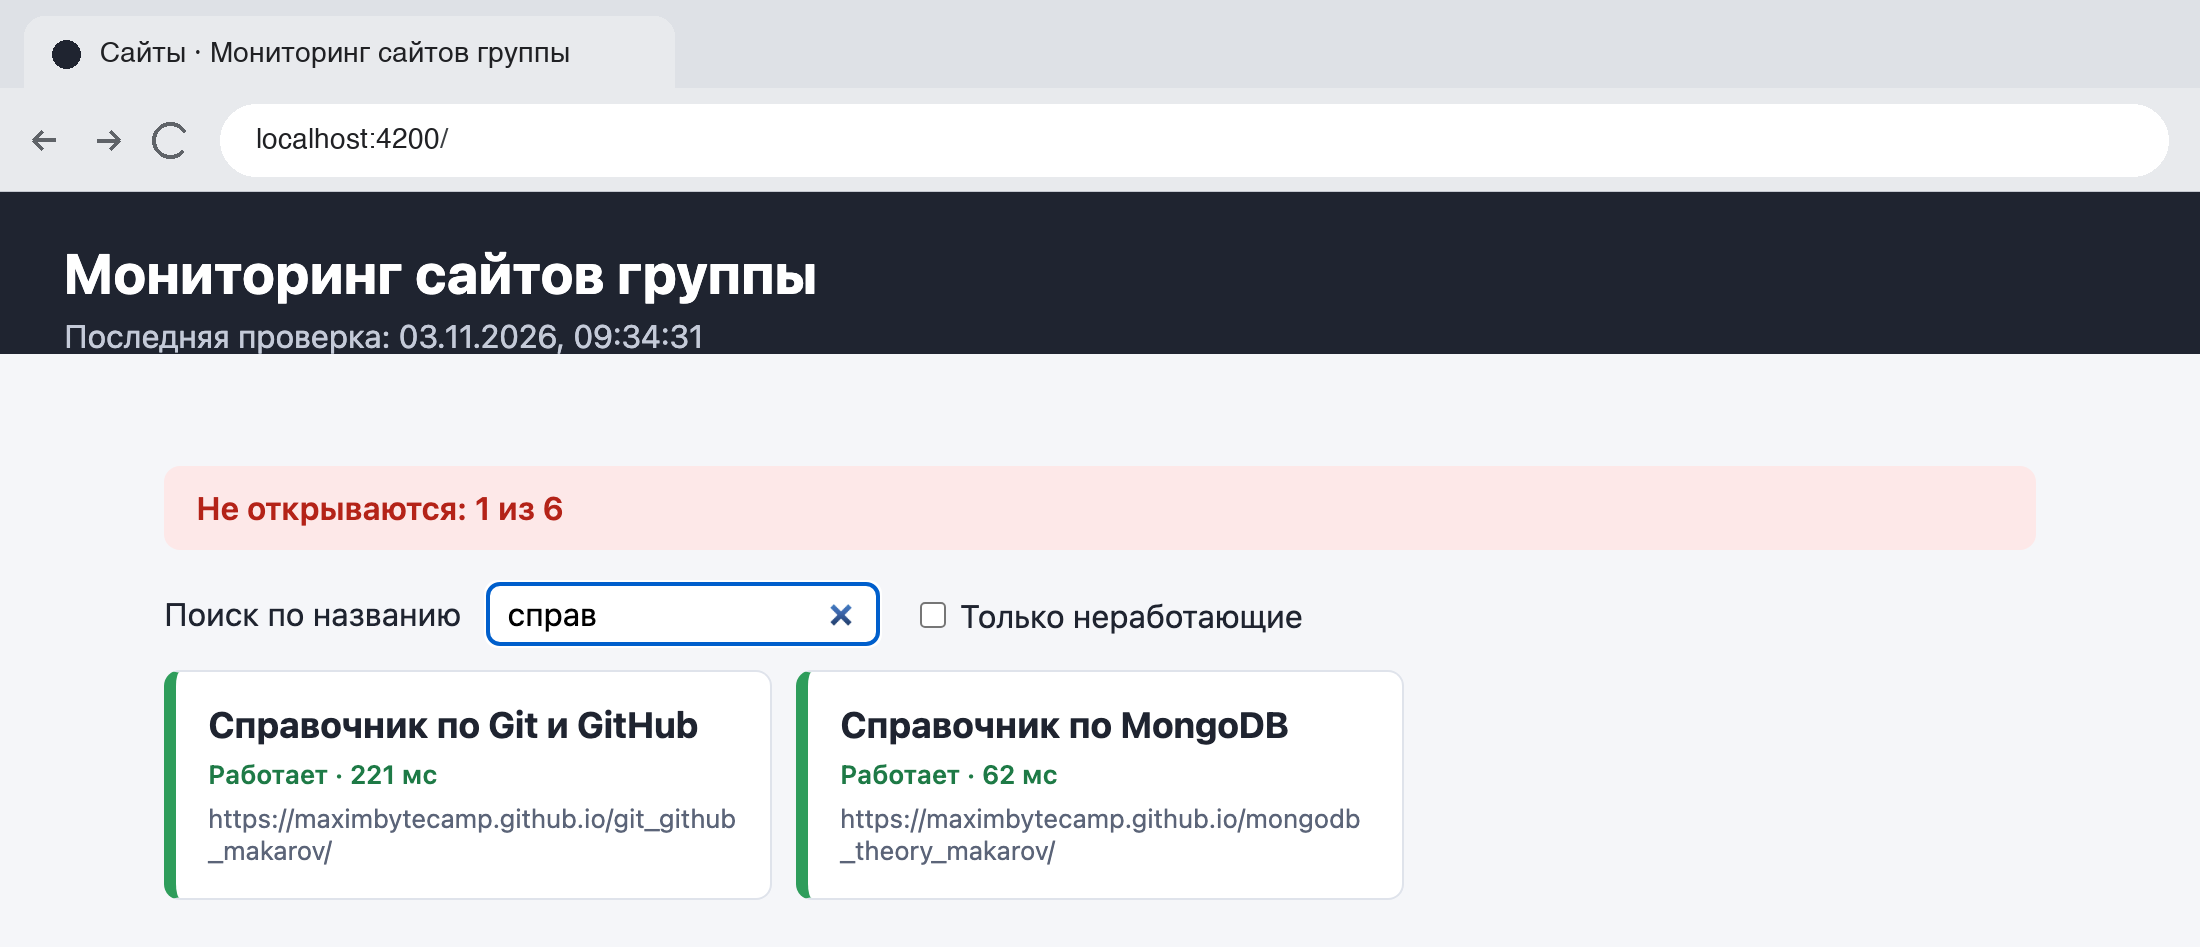 Сайты · Мониторинг сайтов группы
localhost:4200/
Мониторинг сайтов группы
Последняя проверка: 03.11.2026, 09:34:31
Не открываются: 1 из 6
Поиск по названию справ Только неработающие
Справочник по Git и GitHub
Работает · 221 мс
https://maximbytecamp.github.io/git_github
_makarov/
Справочник по MongoDB
Работает · 62 мс
https://maximbytecamp.github.io/mongodb
_theory_makarov/